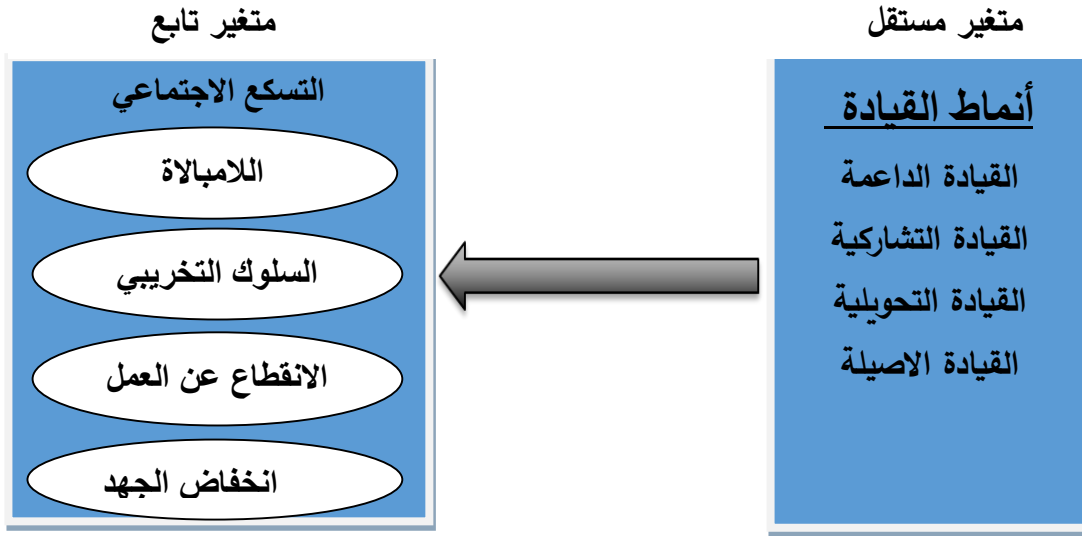 متغير مستقل
أنماط القيادة
القيادة الداعمة
القيادة التشاركية
القيادة التحويلية
القيادة الاصيلة
متغير تابع
التسكع الاجتماعي
اللامبالاة
السلوك التخريبي
الانقطاع عن العمل
انخفاض الجهد